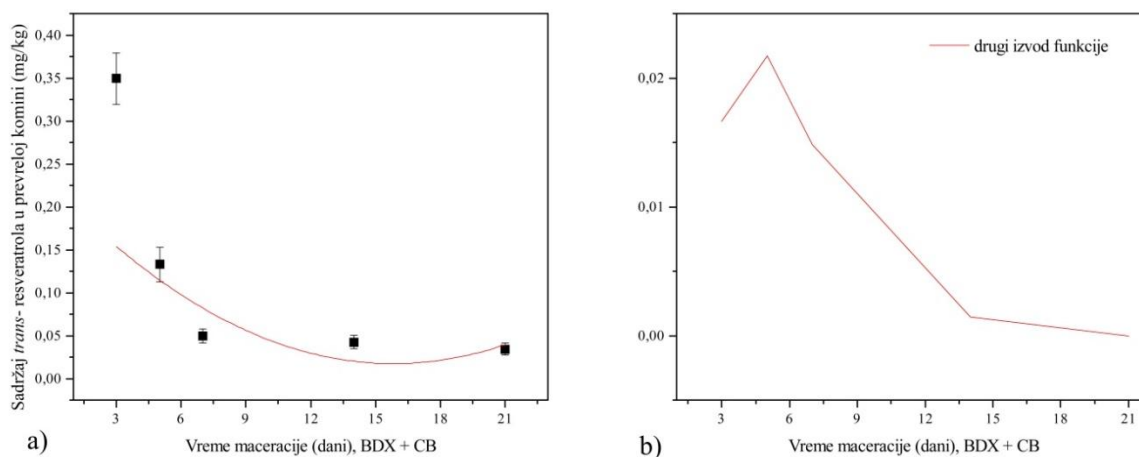 Sadržaj trans- resveratrola u prevreloj komini (mg/kg)
0,40
0,35
0,30
0,25
0,20
0,15
0,10
0,05
0,00
3 6 9 12 15 18 21
Vreme maceracije (dani), BDX + CB
a)
drugi izvod funkcije
0,02
0,01
0,00
3 6 9 12 15 18 21
Vreme maceracije (dani), BDX + CB
b)